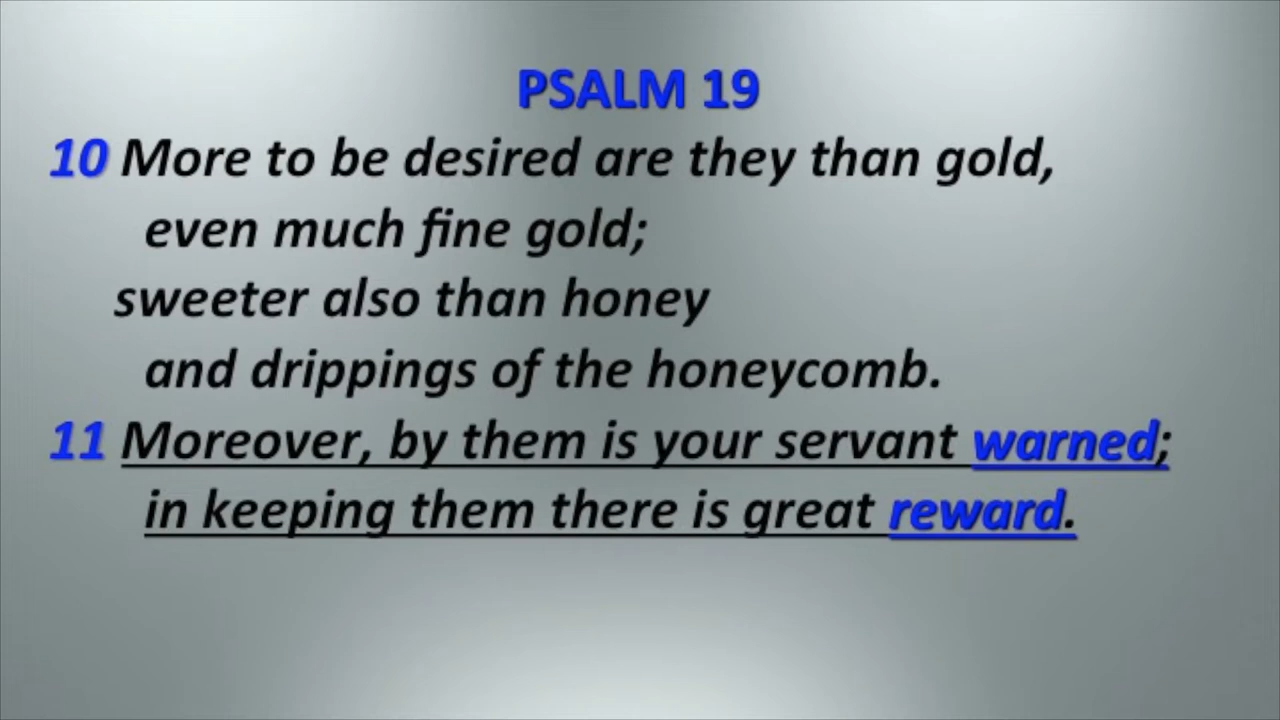 PSALM 19
10 More to be desired are they than gold,
even much fine gold;
sweeter also than honey
and drippings of the honeycomb.
11 Moreover, by them is your servant warned;
in keeping them there is great reward.